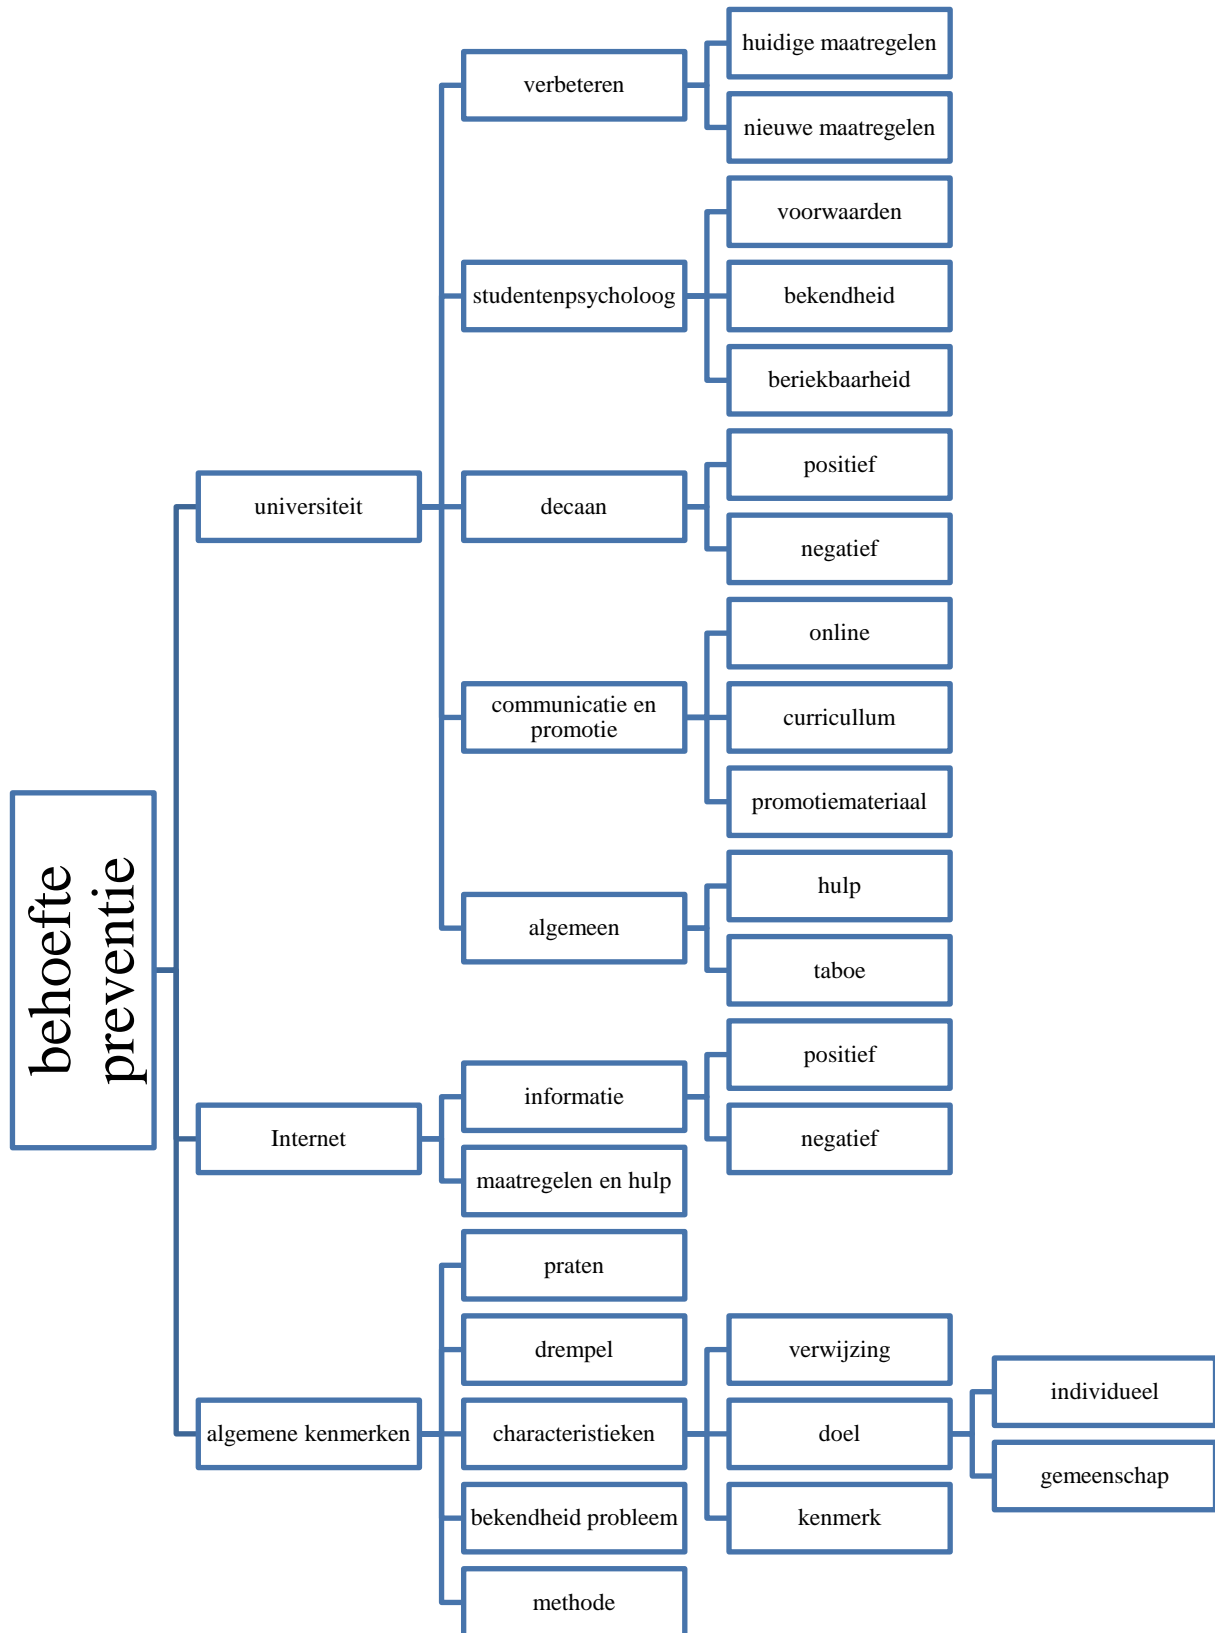 behoefte
preventie
universiteit
verbeteren
huidige maatregelen
nieuwe maatregelen
studentenpsycholoog
voorwaarden
bekendheid
beriekbaarheid
decaan
positief
negatief
communicatie en
promotie
online
curricullum
promotiemateriaal
algemeen
hulp
taboe
Internet
informatie
positief
negatief
maatregelen en hulp
algemene kenmerken
praten
drempel
characteristieken
verwijzing
doel
individueel
gemeenschap
kenmerk
bekendheid probleem
methode